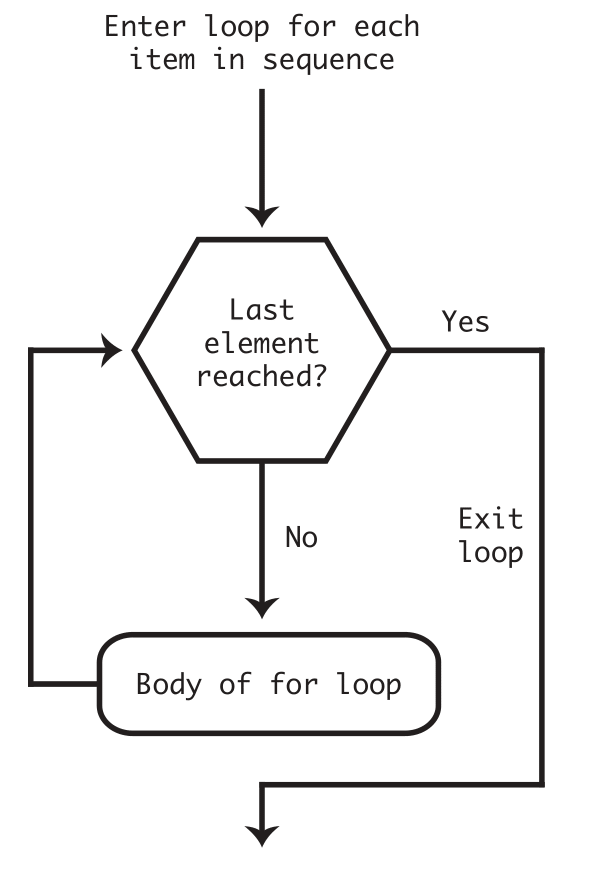 Enter loop for each
item in sequence
Last
element
reached?
Yes
No
Exit
loop
Body of for loop